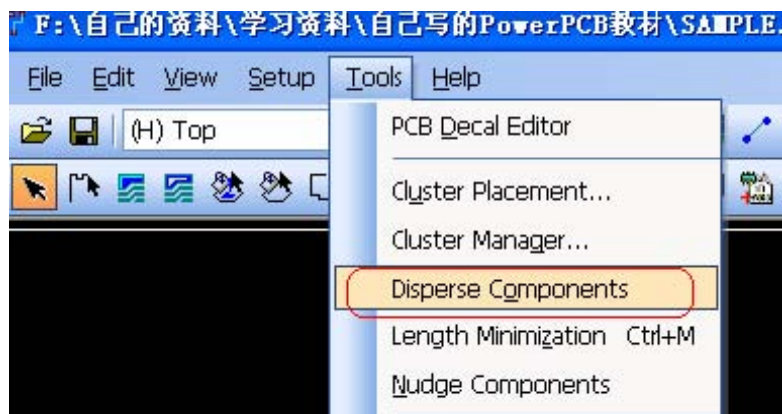 F:\自己的资料\学习资料\自己写的PowerPCB教材\SAMPLE.
File Edit View Setup Tools Help
(H) Top
PCB Decal Editor
Cluster Placement...
Cluster Manager...
Disperse Components
Length Minimization Ctrl+M
Nudge Components